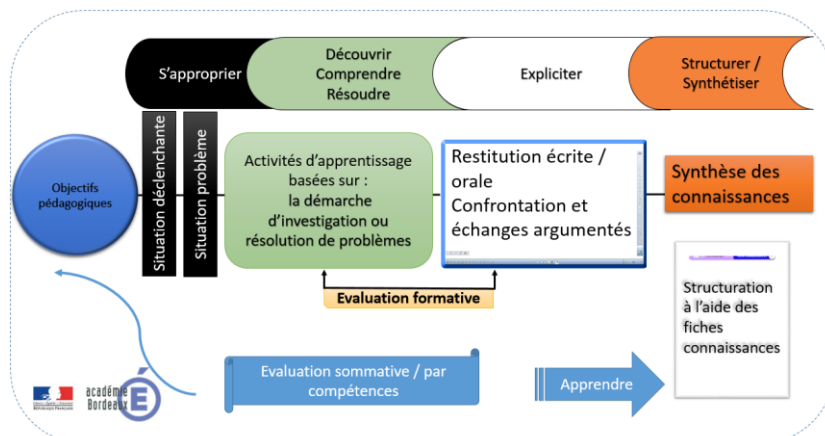 S'approprier
Découvrir
Comprendre
Résoudre
Expliciter
Structurer /
Synthétiser
Objectifs
pédagogiques
Situation déclenchante
Situation problème
Activités d'apprentissage
basées sur :
la démarche
d'investigation ou
résolution de problèmes
Restitution écrite /
orale
Confrontation et
échanges argumentés
Synthèse des
connaissances
Evaluation formative
Structuration
à l'aide des
fiches
connaissances
Evaluation sommative / par
compétences
Apprendre
académie
Bordeaux
RÉPUBLIQUE FRANÇAISE